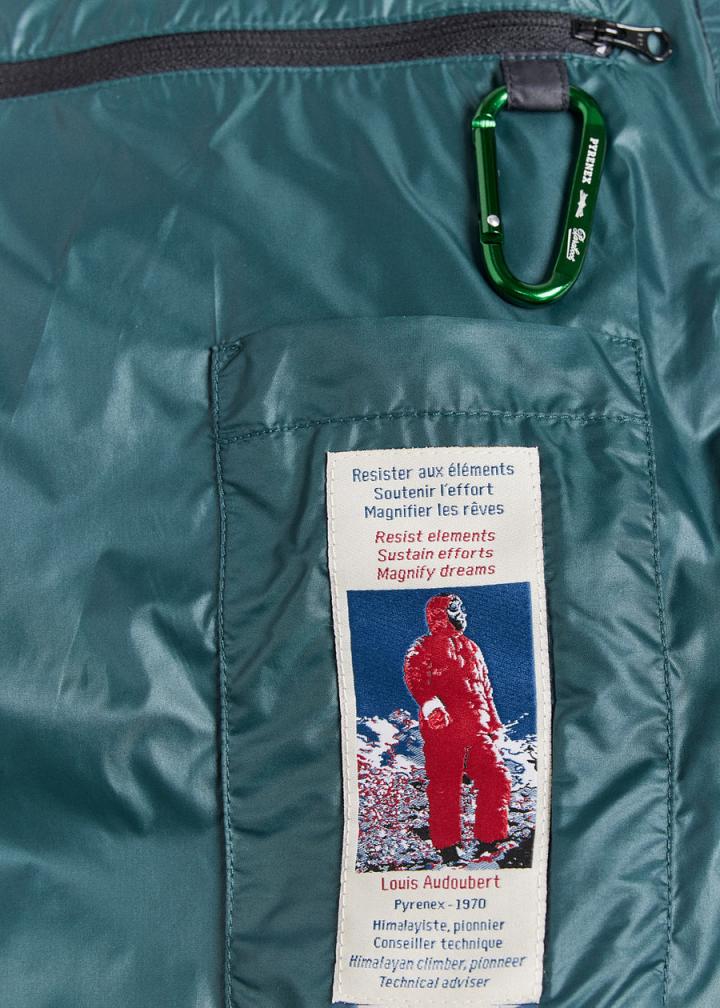 PYRENEX
Resister aux éléments
Soutenir l'effort
Magnifier les rêves
Resist elements
Sustain efforts
Magnify dreams
Louis Audoubert
Pyrenex - 1970
Himalayiste, pionnier
Conseiller technique
Himalayan climber, pionneer
Technical adviser